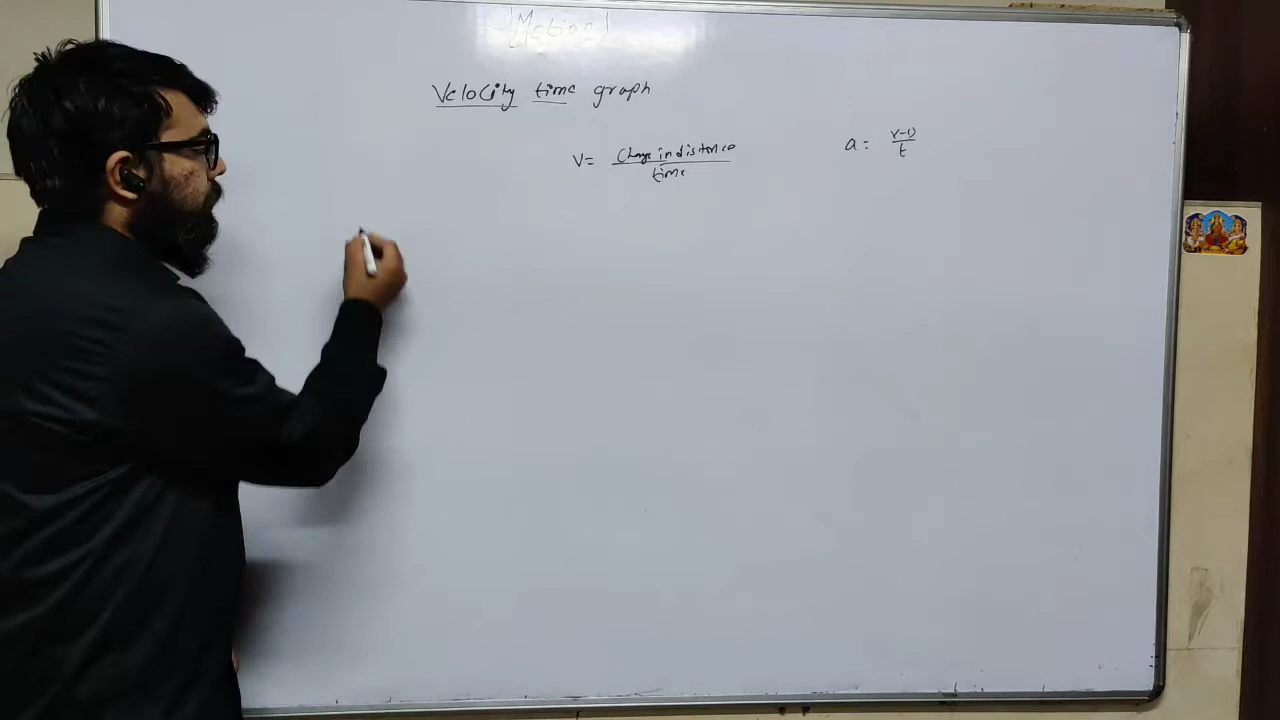 Motion
Velocity time graph
V= Change in distance / time
a = v-u / t